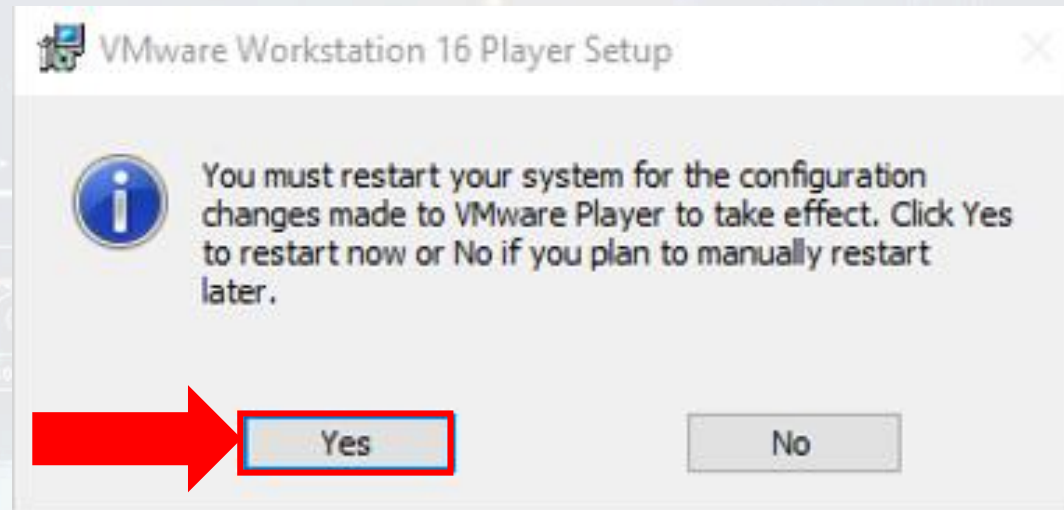 VMware Workstation 16 Player Setup
You must restart your system for the configuration
changes made to VMware Player to take effect. Click Yes
to restart now or No if you plan to manually restart
later.
Yes
No